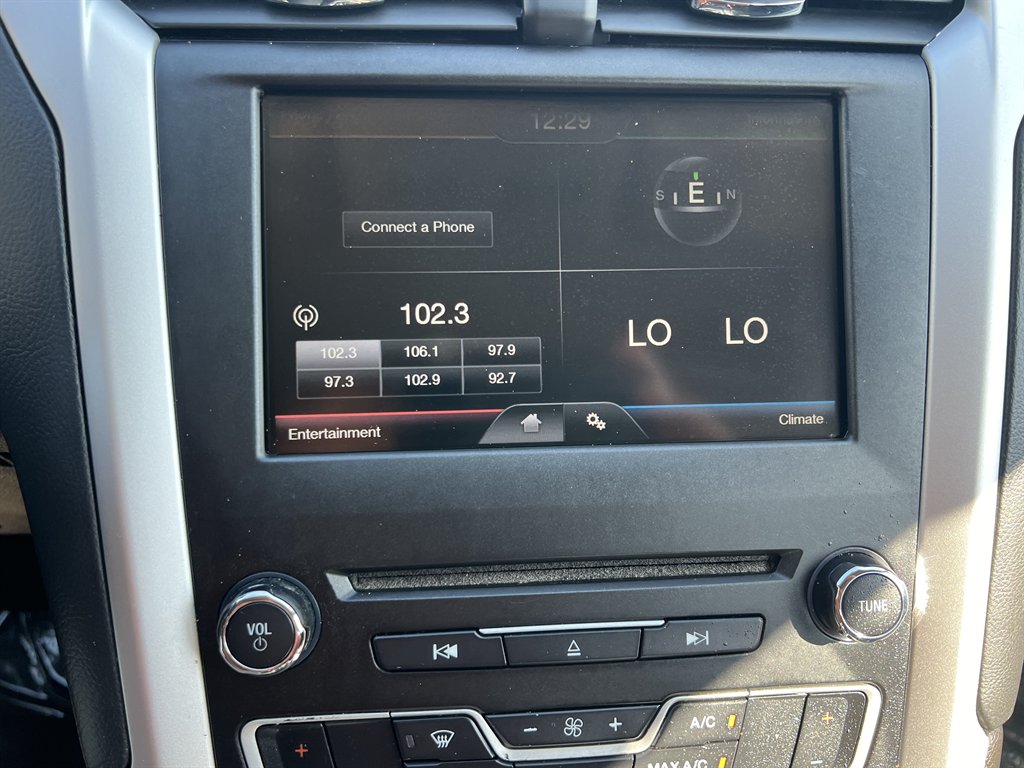 12:29
S E N
Connect a Phone
102.3
LO LO
102.3 106.1 97.9
97.3 102.9 92.7
Entertainment
Climate
VOL
TUNE
- +
A/C
+ +
MAX A/C
-